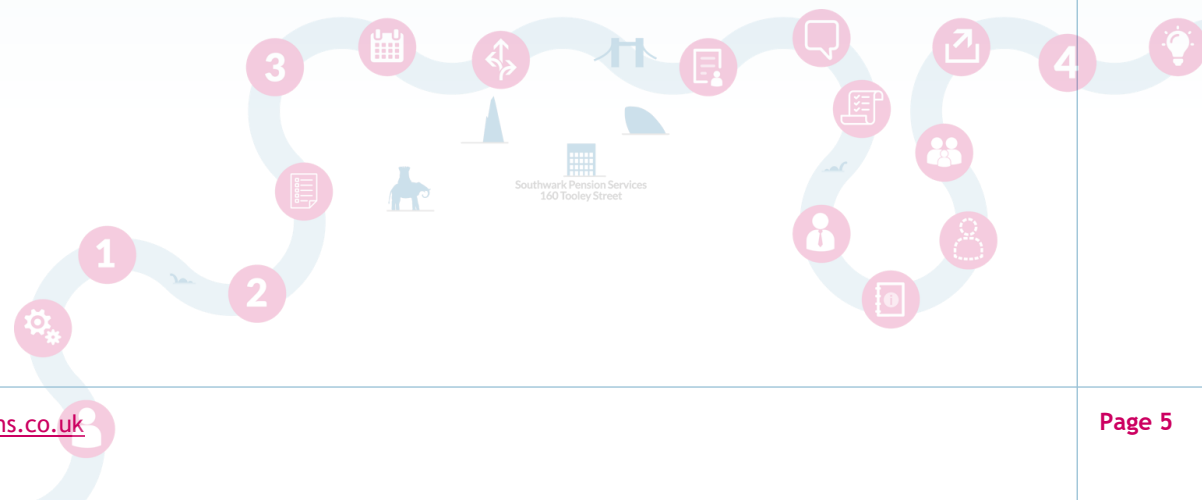 3
4
Southwark Pension Services
160 Tooley Street
1
2
ns.co.uk
Page 5